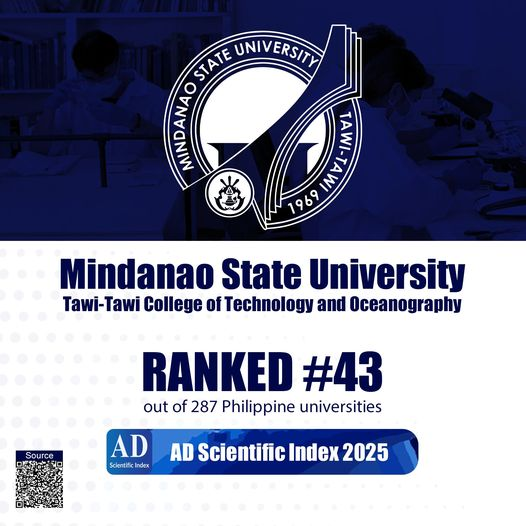 MINDANAO STATE UNIVERSITY
TAWI-TAWI 1969
Mindanao State University
Tawi-Tawi College of Technology and Oceanography
RANKED #43
out of 287 Philippine universities
AD
Scientific Index
AD Scientific Index 2025
Source